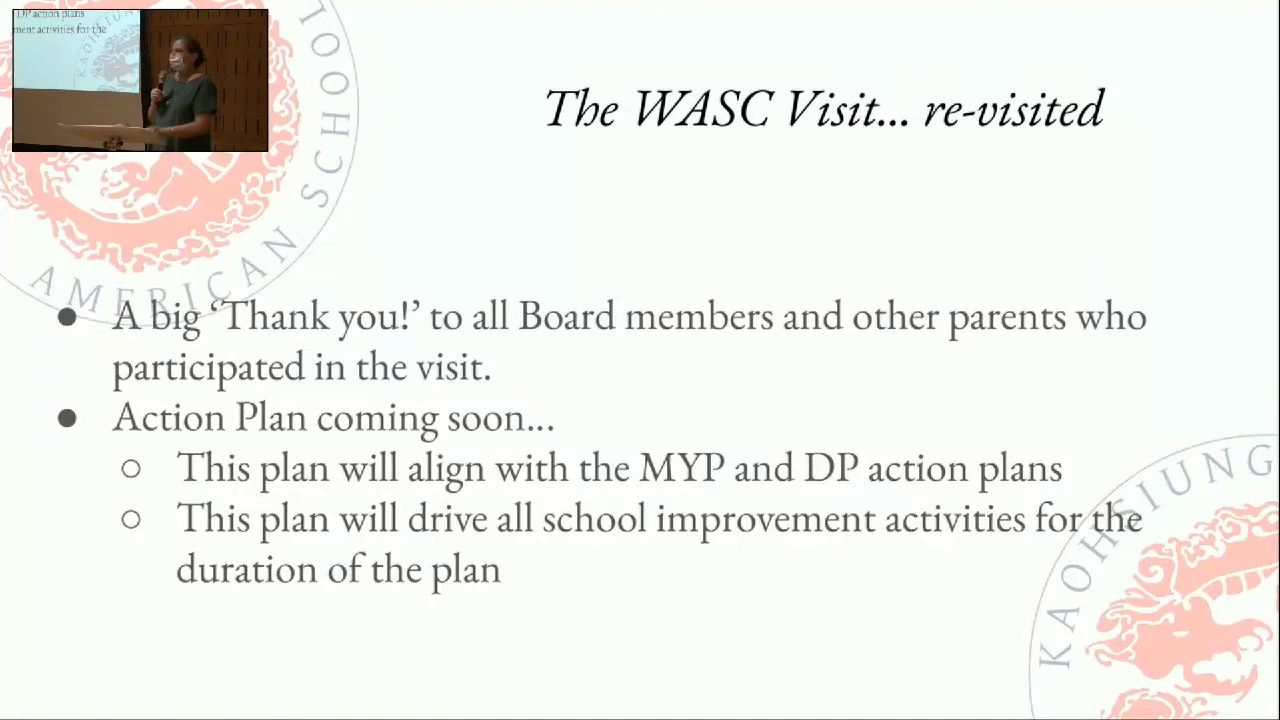 DP action plans
ment activities for the
KAOHS
The WASC Visit... re-visited
AMERICAN SCHOOL
● A big ‘Thank you!’ to all Board members and other parents who
participated in the visit.
● Action Plan coming soon...
○ This plan will align with the MYP and DP action plans
○ This plan will drive all school improvement activities for the
duration of the plan
KAOHSIUNG